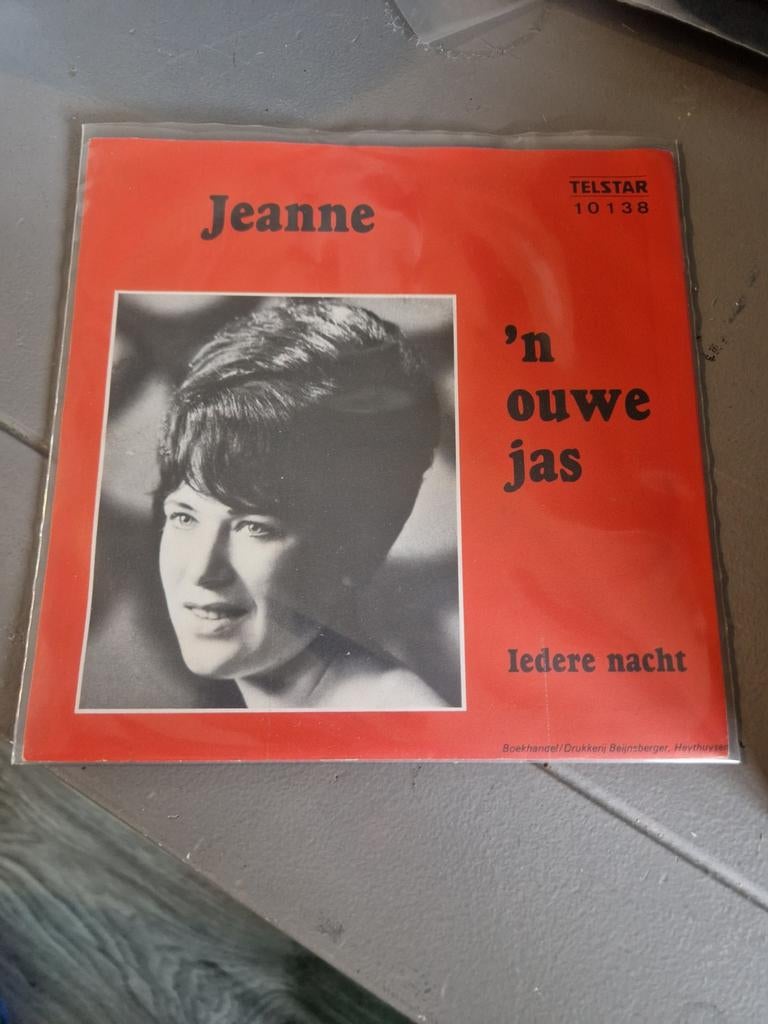 Jeanne
TELSTAR
10138
'n
ouwe
jas
Iedere nacht
Boekhandel/Drukkerij Beijnsberger, Heythuysen